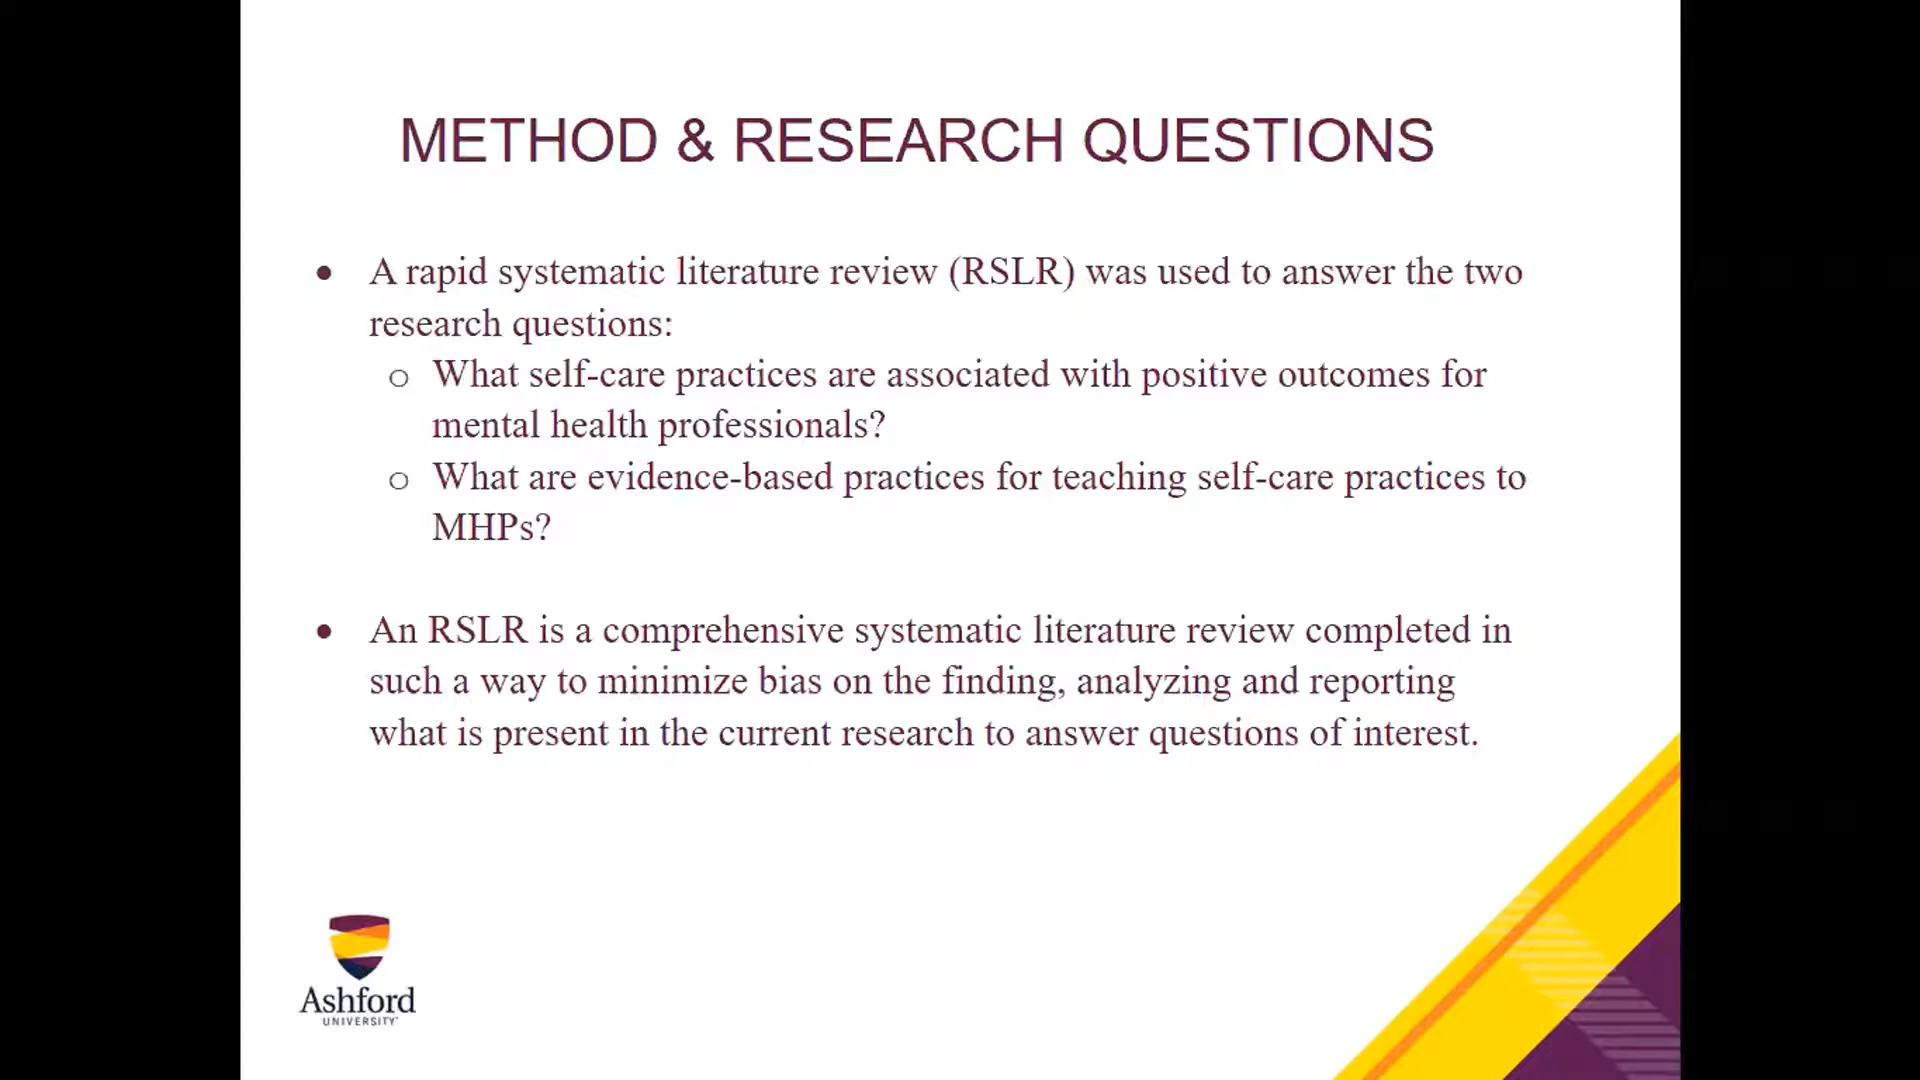 METHOD & RESEARCH QUESTIONS
• A rapid systematic literature review (RSLR) was used to answer the two
research questions:
o What self-care practices are associated with positive outcomes for
mental health professionals?
o What are evidence-based practices for teaching self-care practices to
MHPs?
• An RSLR is a comprehensive systematic literature review completed in
such a way to minimize bias on the finding, analyzing and reporting
what is present in the current research to answer questions of interest.
Ashford
UNIVERSITY